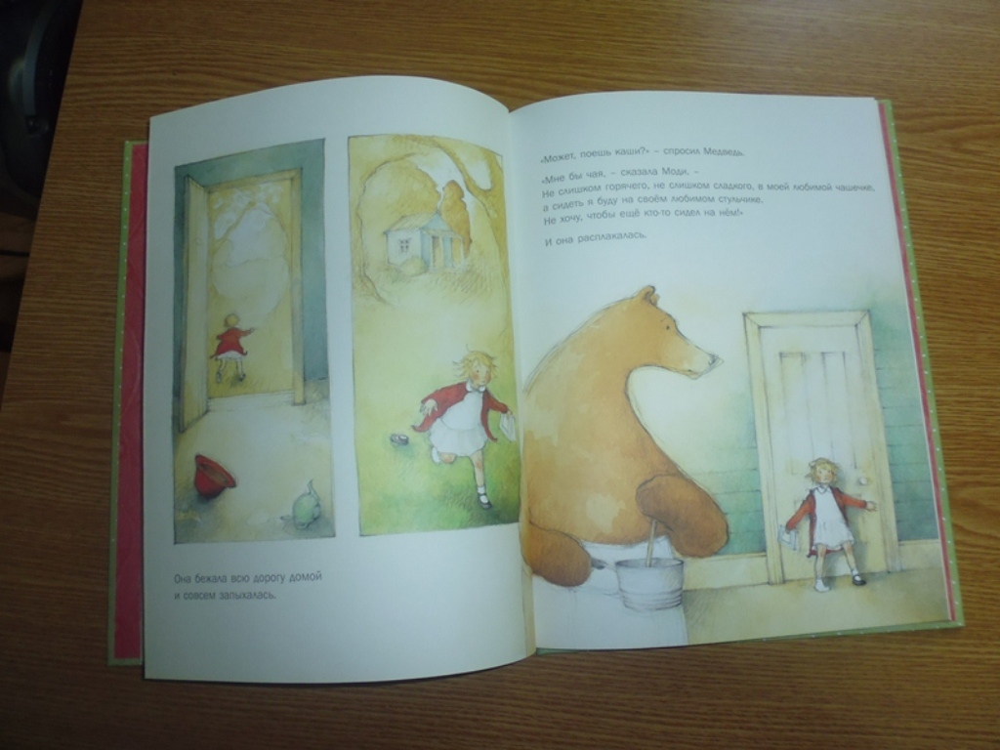 Она бежала всю дорогу домой
и совсем запыхалась.
«Может, поешь каши?» – спросил Медведь.
«Мне бы чая, – сказала Моди. –
Не слишком горячего, не слишком сладкого, в моей любимой чашечке,
а сидеть я буду на своём любимом стульчике.
Не хочу, чтобы ещё кто-то сидел на нём!»
И она расплакалась.